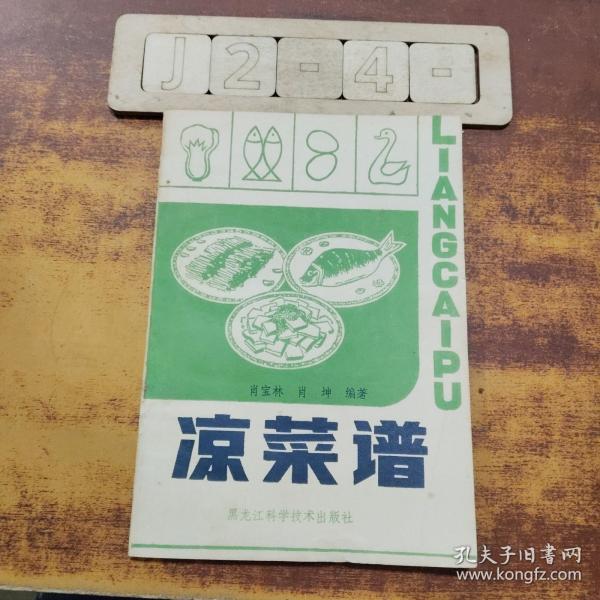 J 2 - 4 -
LIANGCAIPU
肖宝林 肖 坤 编著
凉菜谱
黑龙江科学技术出版社
孔夫子旧书网
www.kongfz.com